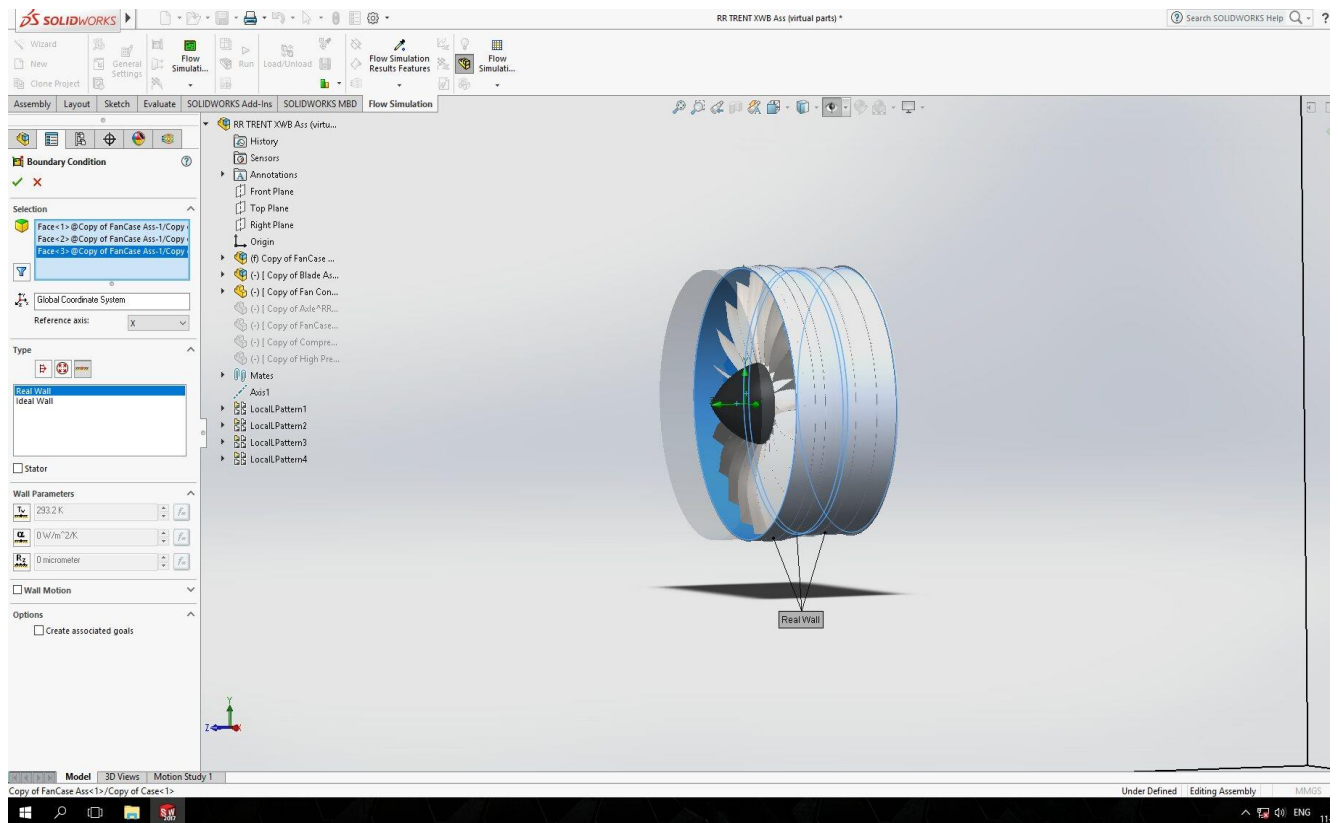 SOLIDWORKS
RR TRENT XWB Ass (virtual parts) *
Search SOLIDWORKS Help
?
Wizard
New
Clone Project
General Settings
Flow Simulati...
Run
Load/Unload
Flow Simulation Results Features
Flow Simulati...
Assembly
Layout
Sketch
Evaluate
SOLIDWORKS Add-Ins
SOLIDWORKS MBD
Flow Simulation
Boundary Condition
Selection
Face<1>@Copy of FanCase Ass-1/Copy
Face<2>@Copy of FanCase Ass-1/Copy
Face<3>@Copy of FanCase Ass-1/Copy
Global Coordinate System
Reference axis:
X
Type
Real Wall
Ideal Wall
Stator
Wall Parameters
293.2 K
0 W/m^2/K
0 micrometer
Wall Motion
Options
Create associated goals
RR TRENT XWB Ass (virtu...
History
Sensors
Annotations
Front Plane
Top Plane
Right Plane
Origin
(f) Copy of FanCase ...
(-) [ Copy of Blade As...
(-) [ Copy of Fan Con...
(-) [ Copy of Axle^RR...
(-) [ Copy of FanCase...
(-) [ Copy of Compre...
(-) [ Copy of High Pre...
Mates
Axis1
LocalLPattern1
LocalLPattern2
LocalLPattern3
LocalLPattern4
Real Wall
Y
Z
Model
3D Views
Motion Study 1
Copy of FanCase Ass<1>/Copy of Case<1>
Under Defined
Editing Assembly
MMGS
SW
2017
ENG